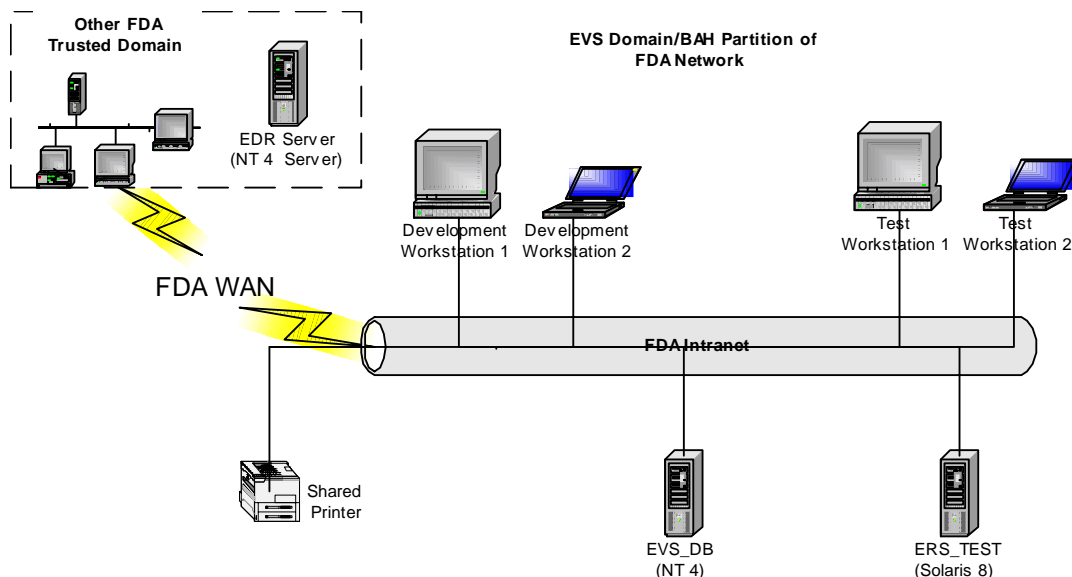 Other FDA
Trusted Domain
EDR Server
(NT 4 Server)
EVS Domain/BAH Partition of
FDA Network
Development
Workstation 1
Development
Workstation 2
Test
Workstation 1
Test
Workstation 2
FDA WAN
FDA Intranet
Shared
Printer
EVS_DB
(NT 4)
ERS_TEST
(Solaris 8)